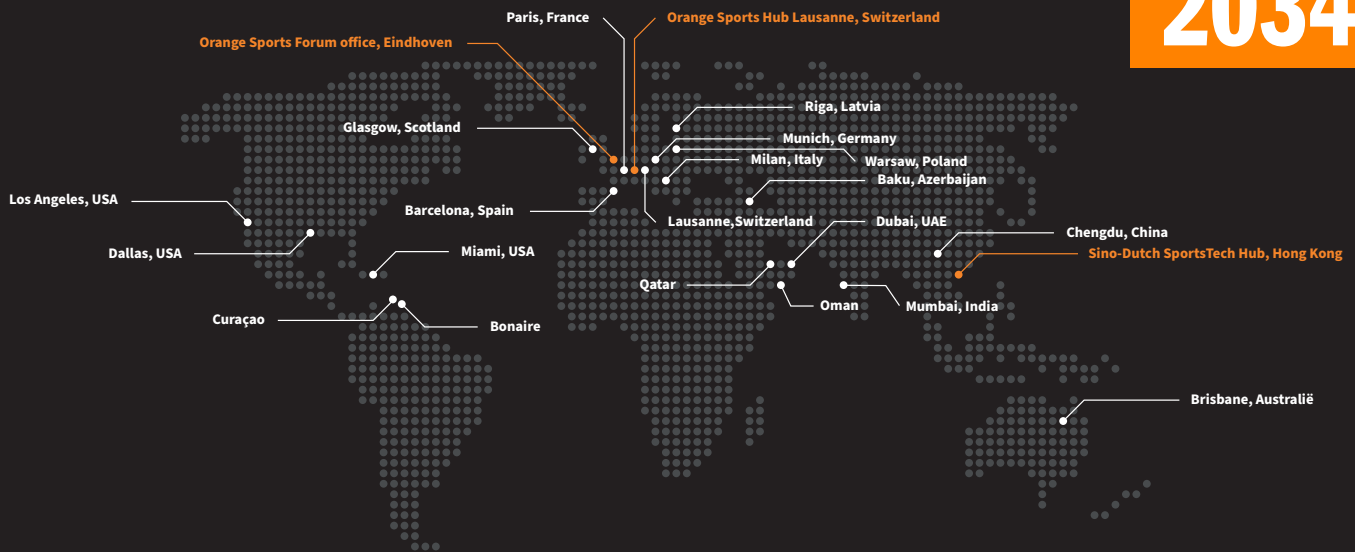 2034
Paris, France
Orange Sports Hub Lausanne, Switzerland
Orange Sports Forum office, Eindhoven
Riga, Latvia
Glasgow, Scotland
Munich, Germany
Milan, Italy
Warsaw, Poland
Baku, Azerbaijan
Los Angeles, USA
Barcelona, Spain
Lausanne,Switzerland
Dubai, UAE
Chengdu, China
Dallas, USA
Miami, USA
Sino-Dutch SportsTech Hub, Hong Kong
Qatar
Oman
Mumbai, India
Curaçao
Bonaire
Brisbane, Australië